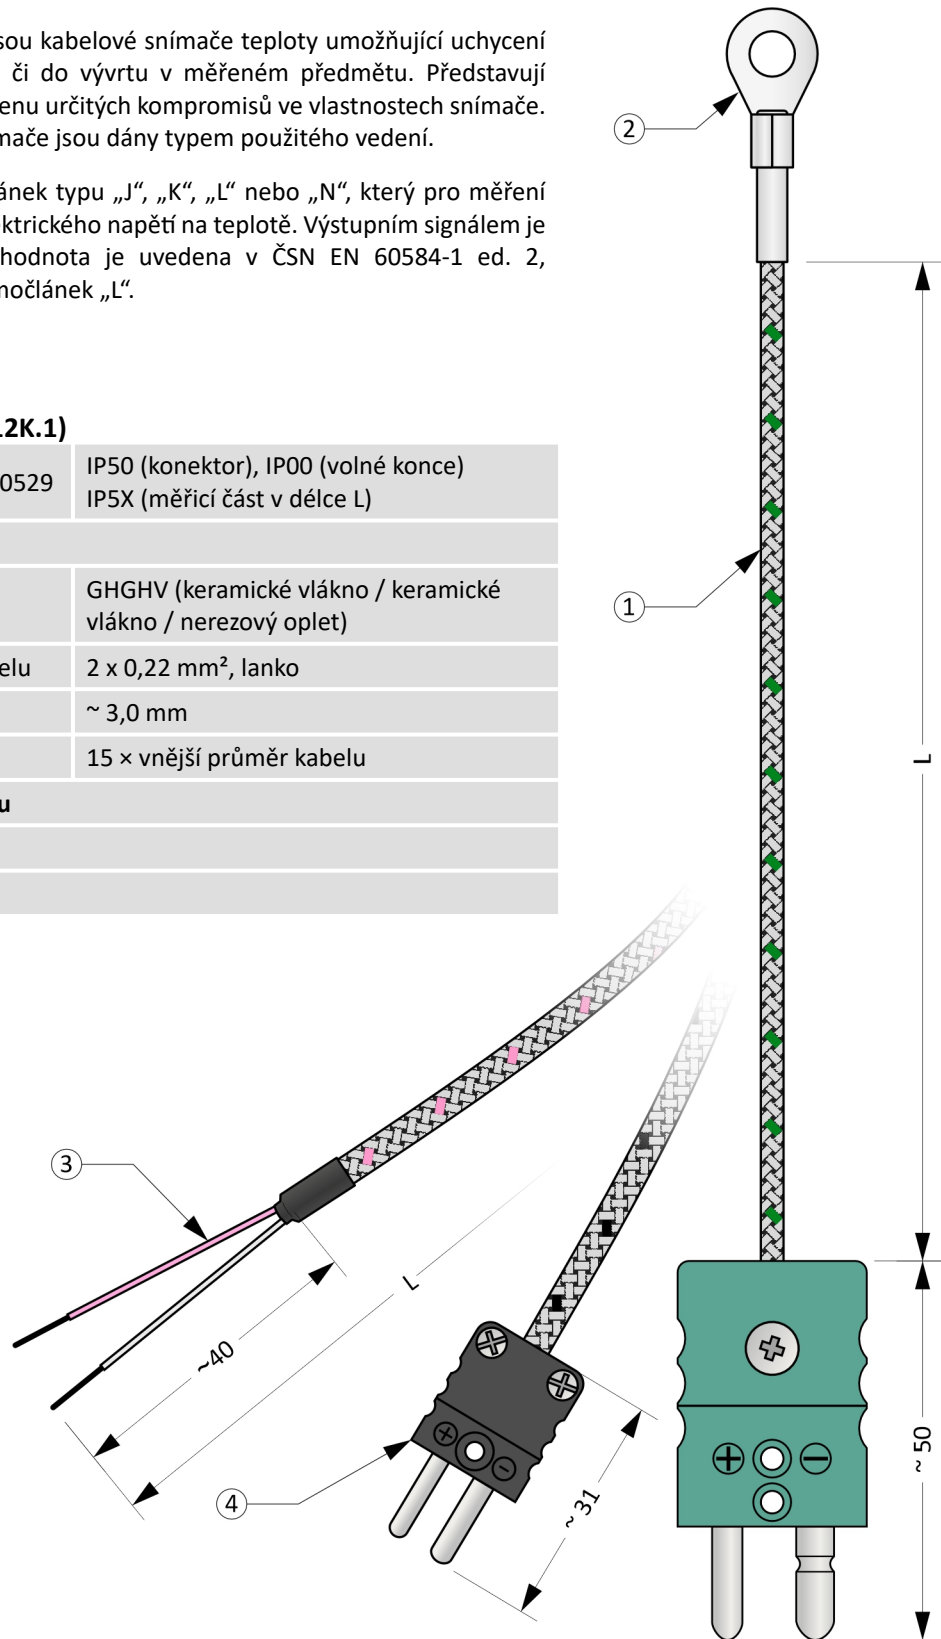 sou kabelové snímače teploty umožňující uchycení
či do vývrtu v měřeném předmětu. Představují
enu určitých kompromisů ve vlastnostech snímače.
mače jsou dány typem použitého vedení.
ánek typu „J“, „K“, „L“ nebo „N“, který pro měření
ektrického napětí na teplotě. Výstupním signálem je
hodnota je uvedena v ČSN EN 60584-1 ed. 2,
močlánek „L“.
12K.1)
0529 IP50 (konektor), IP00 (volné konce)
IP5X (měřicí část v délce L)
GHGHV (keramické vlákno / keramické
vlákno / nerezový oplet)
elu 2 x 0,22 mm², lanko
~ 3,0 mm
15 × vnější průměr kabelu
u
2
1
L
3
L
~40
4
~ 31
~ 50
+ −
+ −